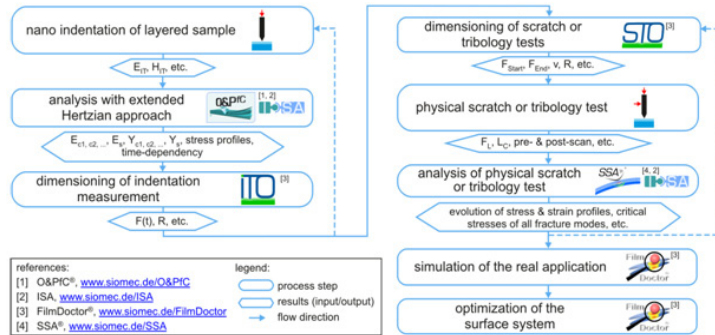 nano indentation of layered sample
E_IT, H_IT, etc.
analysis with extended
Hertzian approach
O&PfC
ISA
[1, 2]
E_c1, c2, ..., E_s, Y_c1, c2, ..., Y_s, stress profiles,
time-dependency
dimensioning of indentation
measurement
ITO
[3]
F(t), R, etc.
references:
[1] O&PfC®, www.siomec.de/O&PfC
[2] ISA, www.siomec.de/ISA
[3] FilmDoctor®, www.siomec.de/FilmDoctor
[4] SSA®, www.siomec.de/SSA
legend:
process step
results (input/output)
flow direction
dimensioning of scratch or
tribology tests
STO
[3]
F_Start, F_End, v, R, etc.
physical scratch or tribology test
F_L, L_C, pre- & post-scan, etc.
analysis of physical scratch
or tribology test
SSA®
ISA
[4, 2]
evolution of stress & strain profiles, critical
stresses of all fracture modes, etc.
simulation of the real application
Film Doctor
[3]
optimization of the
surface system
Film Doctor
[3]